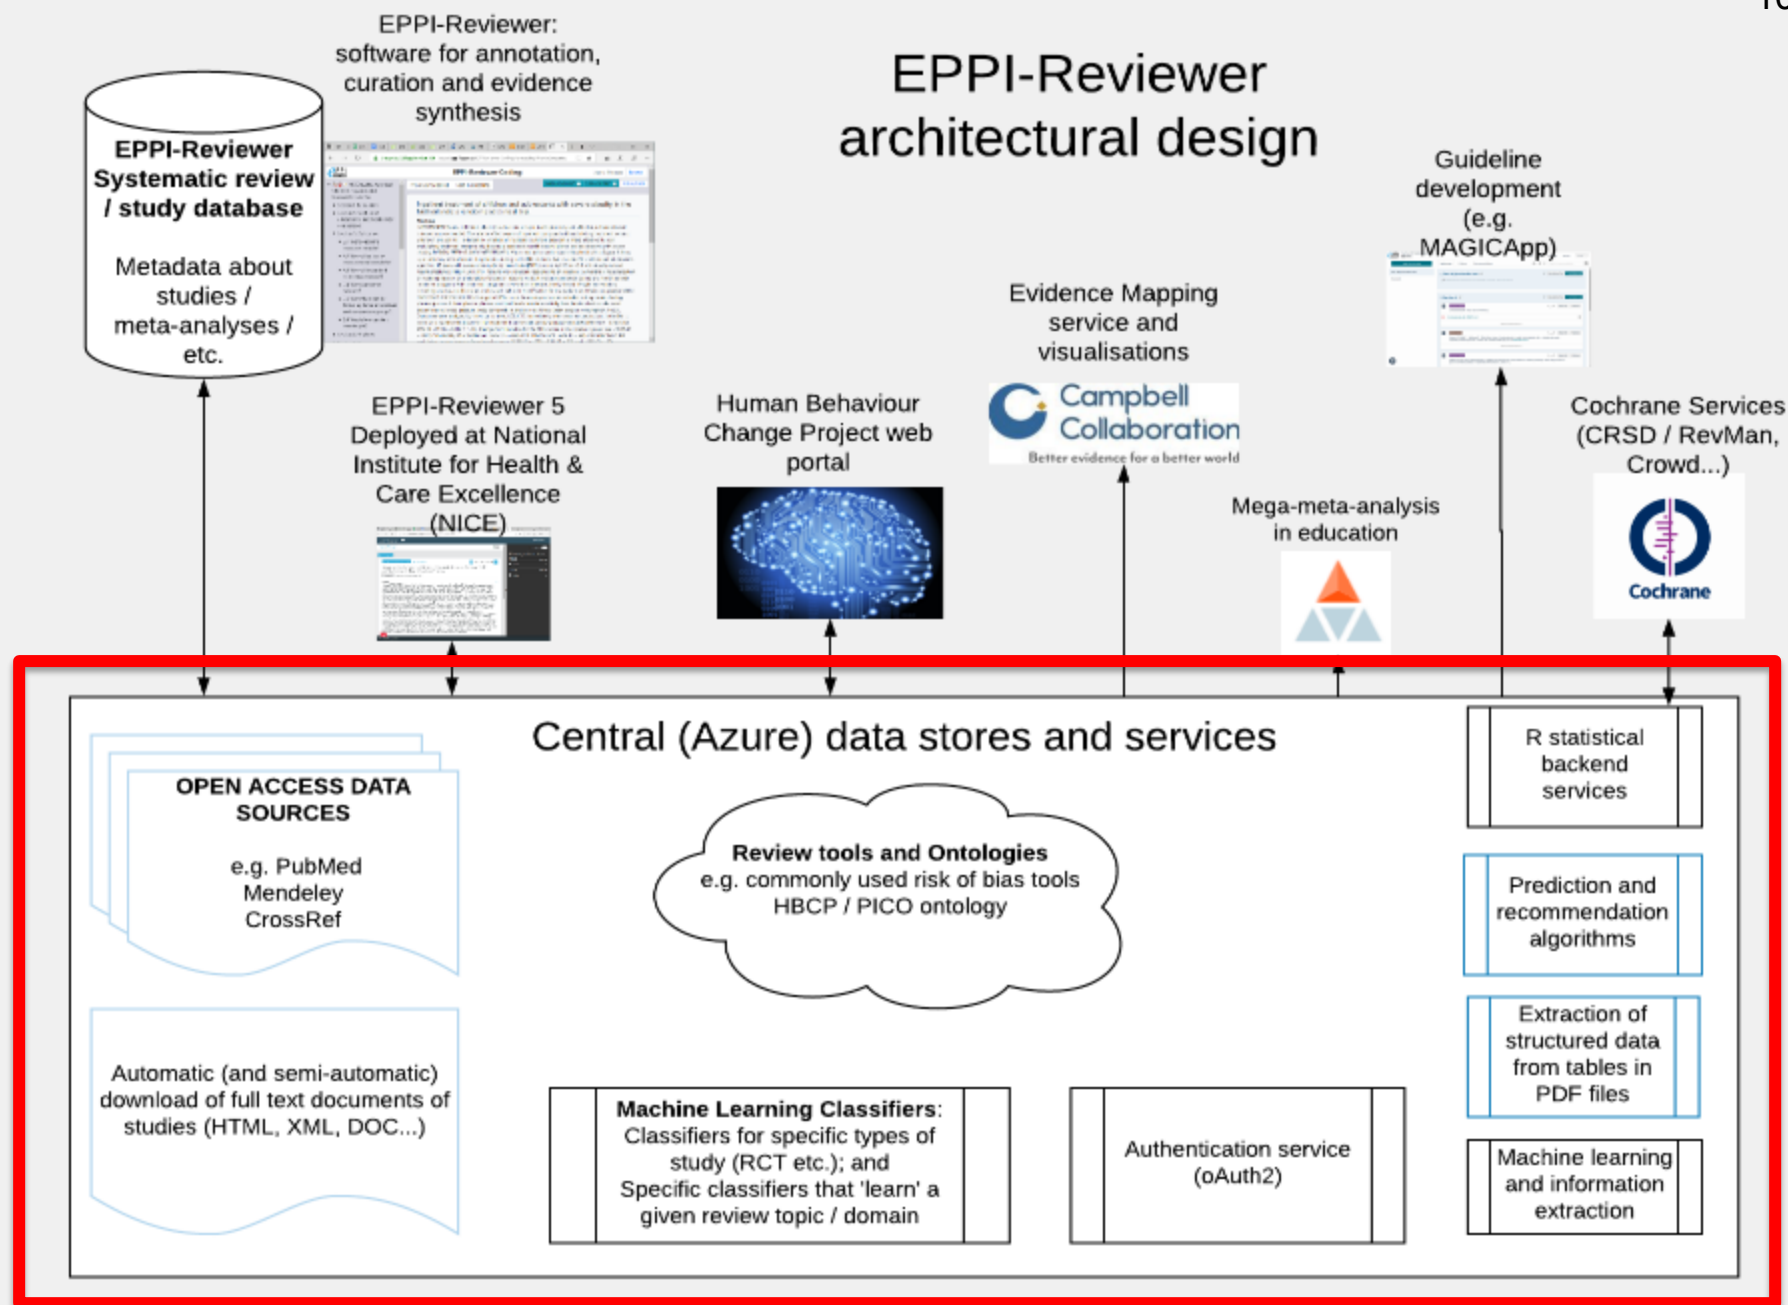 EPPI-Reviewer:
software for annotation,
curation and evidence
synthesis
EPPI-Reviewer
architectural design
EPPI-Reviewer
Systematic review
/ study database
Metadata about
studies /
meta-analyses /
etc.
EPPI-Reviewer Coding
Guideline
development
(e.g.
MAGICApp)
Evidence Mapping
service and
visualisations
Campbell
Collaboration
Better evidence for a better world
EPPI-Reviewer 5
Deployed at National
Institute for Health &
Care Excellence
(NICE)
Human Behaviour
Change Project web
portal
Mega-meta-analysis
in education
Cochrane Services
(CRSD / RevMan,
Crowd...)
Cochrane
Central (Azure) data stores and services
OPEN ACCESS DATA
SOURCES
e.g. PubMed
Mendeley
CrossRef
Automatic (and semi-automatic)
download of full text documents of
studies (HTML, XML, DOC...)
Review tools and Ontologies
e.g. commonly used risk of bias tools
HBCP / PICO ontology
Machine Learning Classifiers:
Classifiers for specific types of
study (RCT etc.); and
Specific classifiers that 'learn' a
given review topic / domain
Authentication service
(oAuth2)
R statistical
backend
services
Prediction and
recommendation
algorithms
Extraction of
structured data
from tables in
PDF files
Machine learning
and information
extraction